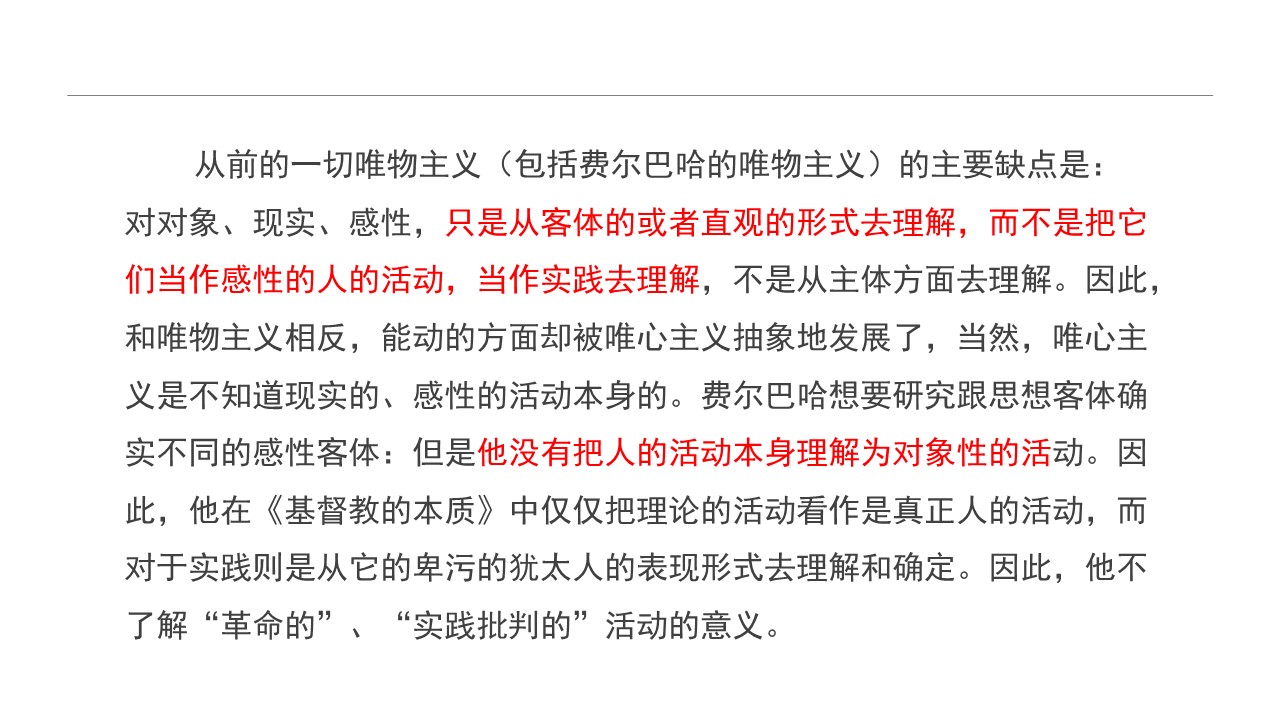 从前的一切唯物主义（包括费尔巴哈的唯物主义）的主要缺点是：
对对象、现实、感性，只是从客体的或者直观的形式去理解，而不是把它
们当作感性的人的活动，当作实践去理解，不是从主体方面去理解。因此，
和唯物主义相反，能动的方面却被唯心主义抽象地发展了，当然，唯心主
义是不知道现实的、感性的活动本身的。费尔巴哈想要研究跟思想客体确
实不同的感性客体：但是他没有把人的活动本身理解为对象性的活动。因
此，他在《基督教的本质》中仅仅把理论的活动看作是真正人的活动，而
对于实践则是从它的卑污的犹太人的表现形式去理解和确定。因此，他不
了解“革命的”、“实践批判的”活动的意义。